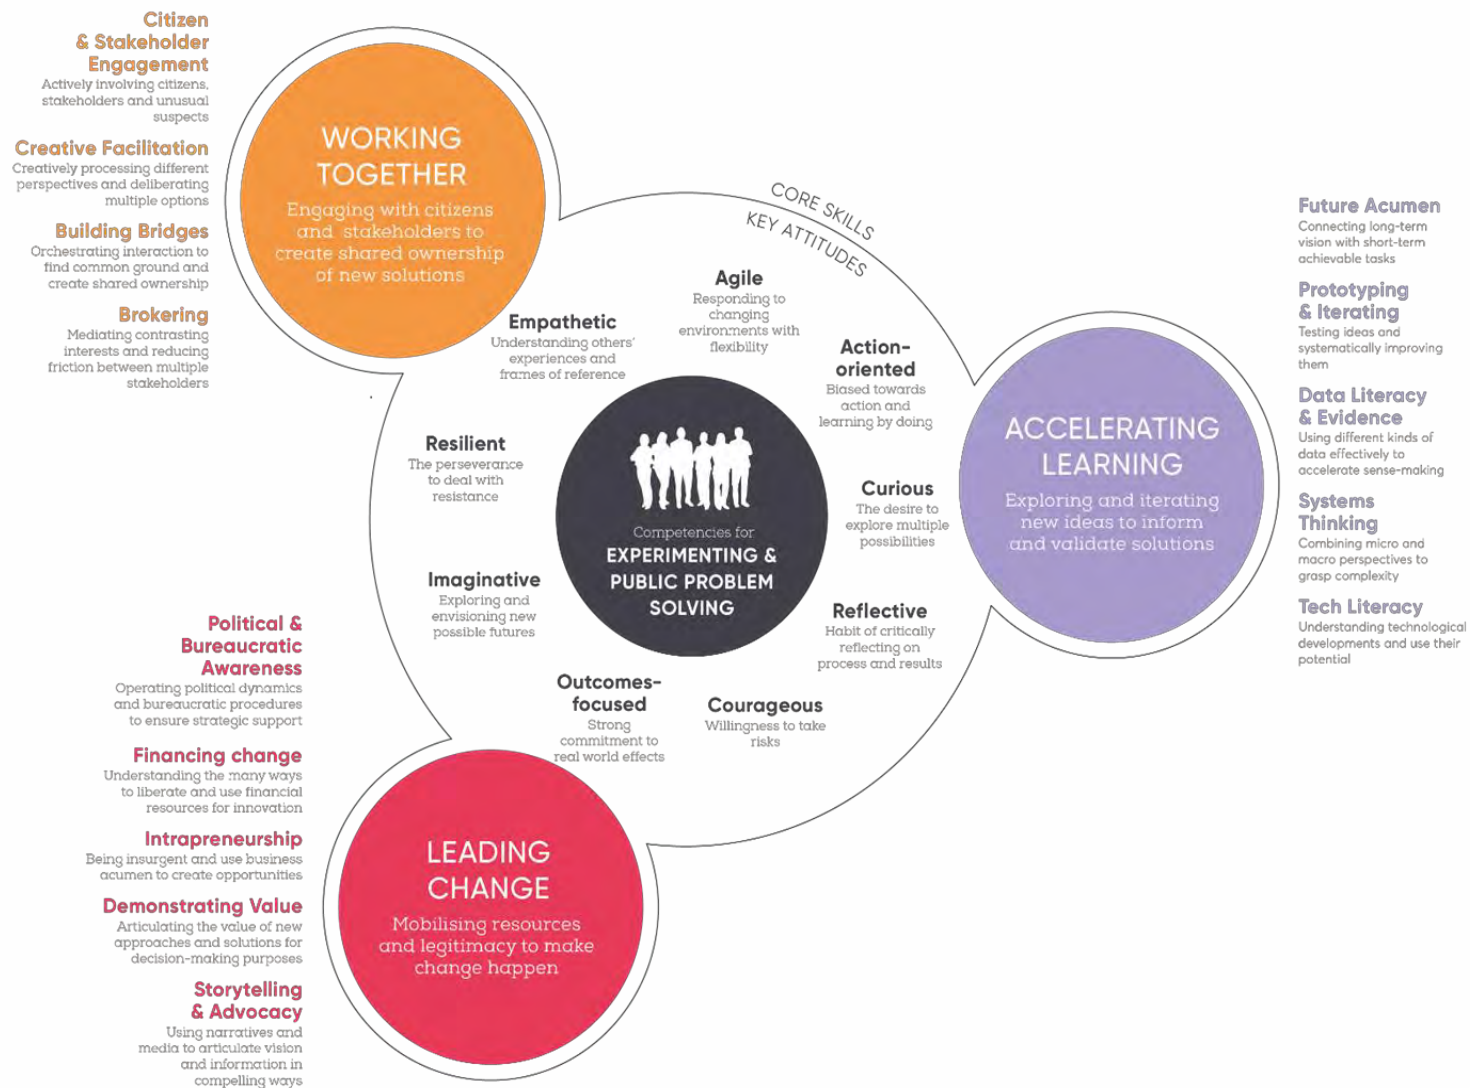 Citizen
& Stakeholder
Engagement
Actively involving citizens,
stakeholders and unusual
suspects
Creative Facilitation
Creatively processing different
perspectives and deliberating
multiple options
Building Bridges
Orchestrating interaction to
find common ground and
create shared ownership
Brokering
Mediating contrasting
interests and reducing
friction between multiple
stakeholders
WORKING
TOGETHER
Engaging with citizens
and stakeholders to
create shared ownership
of new solutions
CORE SKILLS
KEY ATTITUDES
Empathetic
Understanding others'
experiences and
frames of reference
Agile
Responding to
changing
environments with
flexibility
Action-
oriented
Biased towards
action and
learning by doing
Curious
The desire to
explore multiple
possibilities
Reflective
Habit of critically
reflecting on
process and results
Courageous
Willingness to take
risks
Outcomes-
focused
Strong
commitment to
real world effects
Imaginative
Exploring and
envisioning new
possible futures
Resilient
The perseverance
to deal with
resistance
Competencies for
EXPERIMENTING &
PUBLIC PROBLEM
SOLVING
ACCELERATING
LEARNING
Exploring and iterating
new ideas to inform
and validate solutions
Future Acumen
Connecting long-term
vision with short-term
achievable tasks
Prototyping
& Iterating
Testing ideas and
systematically improving
them
Data Literacy
& Evidence
Using different kinds of
data effectively to
accelerate sense-making
Systems
Thinking
Combining micro and
macro perspectives to
grasp complexity
Tech Literacy
Understanding technological
developments and use their
potential
Political &
Bureaucratic
Awareness
Operating political dynamics
and bureaucratic procedures
to ensure strategic support
Financing change
Understanding the many ways
to liberate and use financial
resources for innovation
Intrapreneurship
Being insurgent and use business
acumen to create opportunities
Demonstrating Value
Articulating the value of new
approaches and solutions for
decision-making purposes
Storytelling
& Advocacy
Using narratives and
media to articulate vision
and information in
compelling ways
LEADING
CHANGE
Mobilising resources
and legitimacy to make
change happen